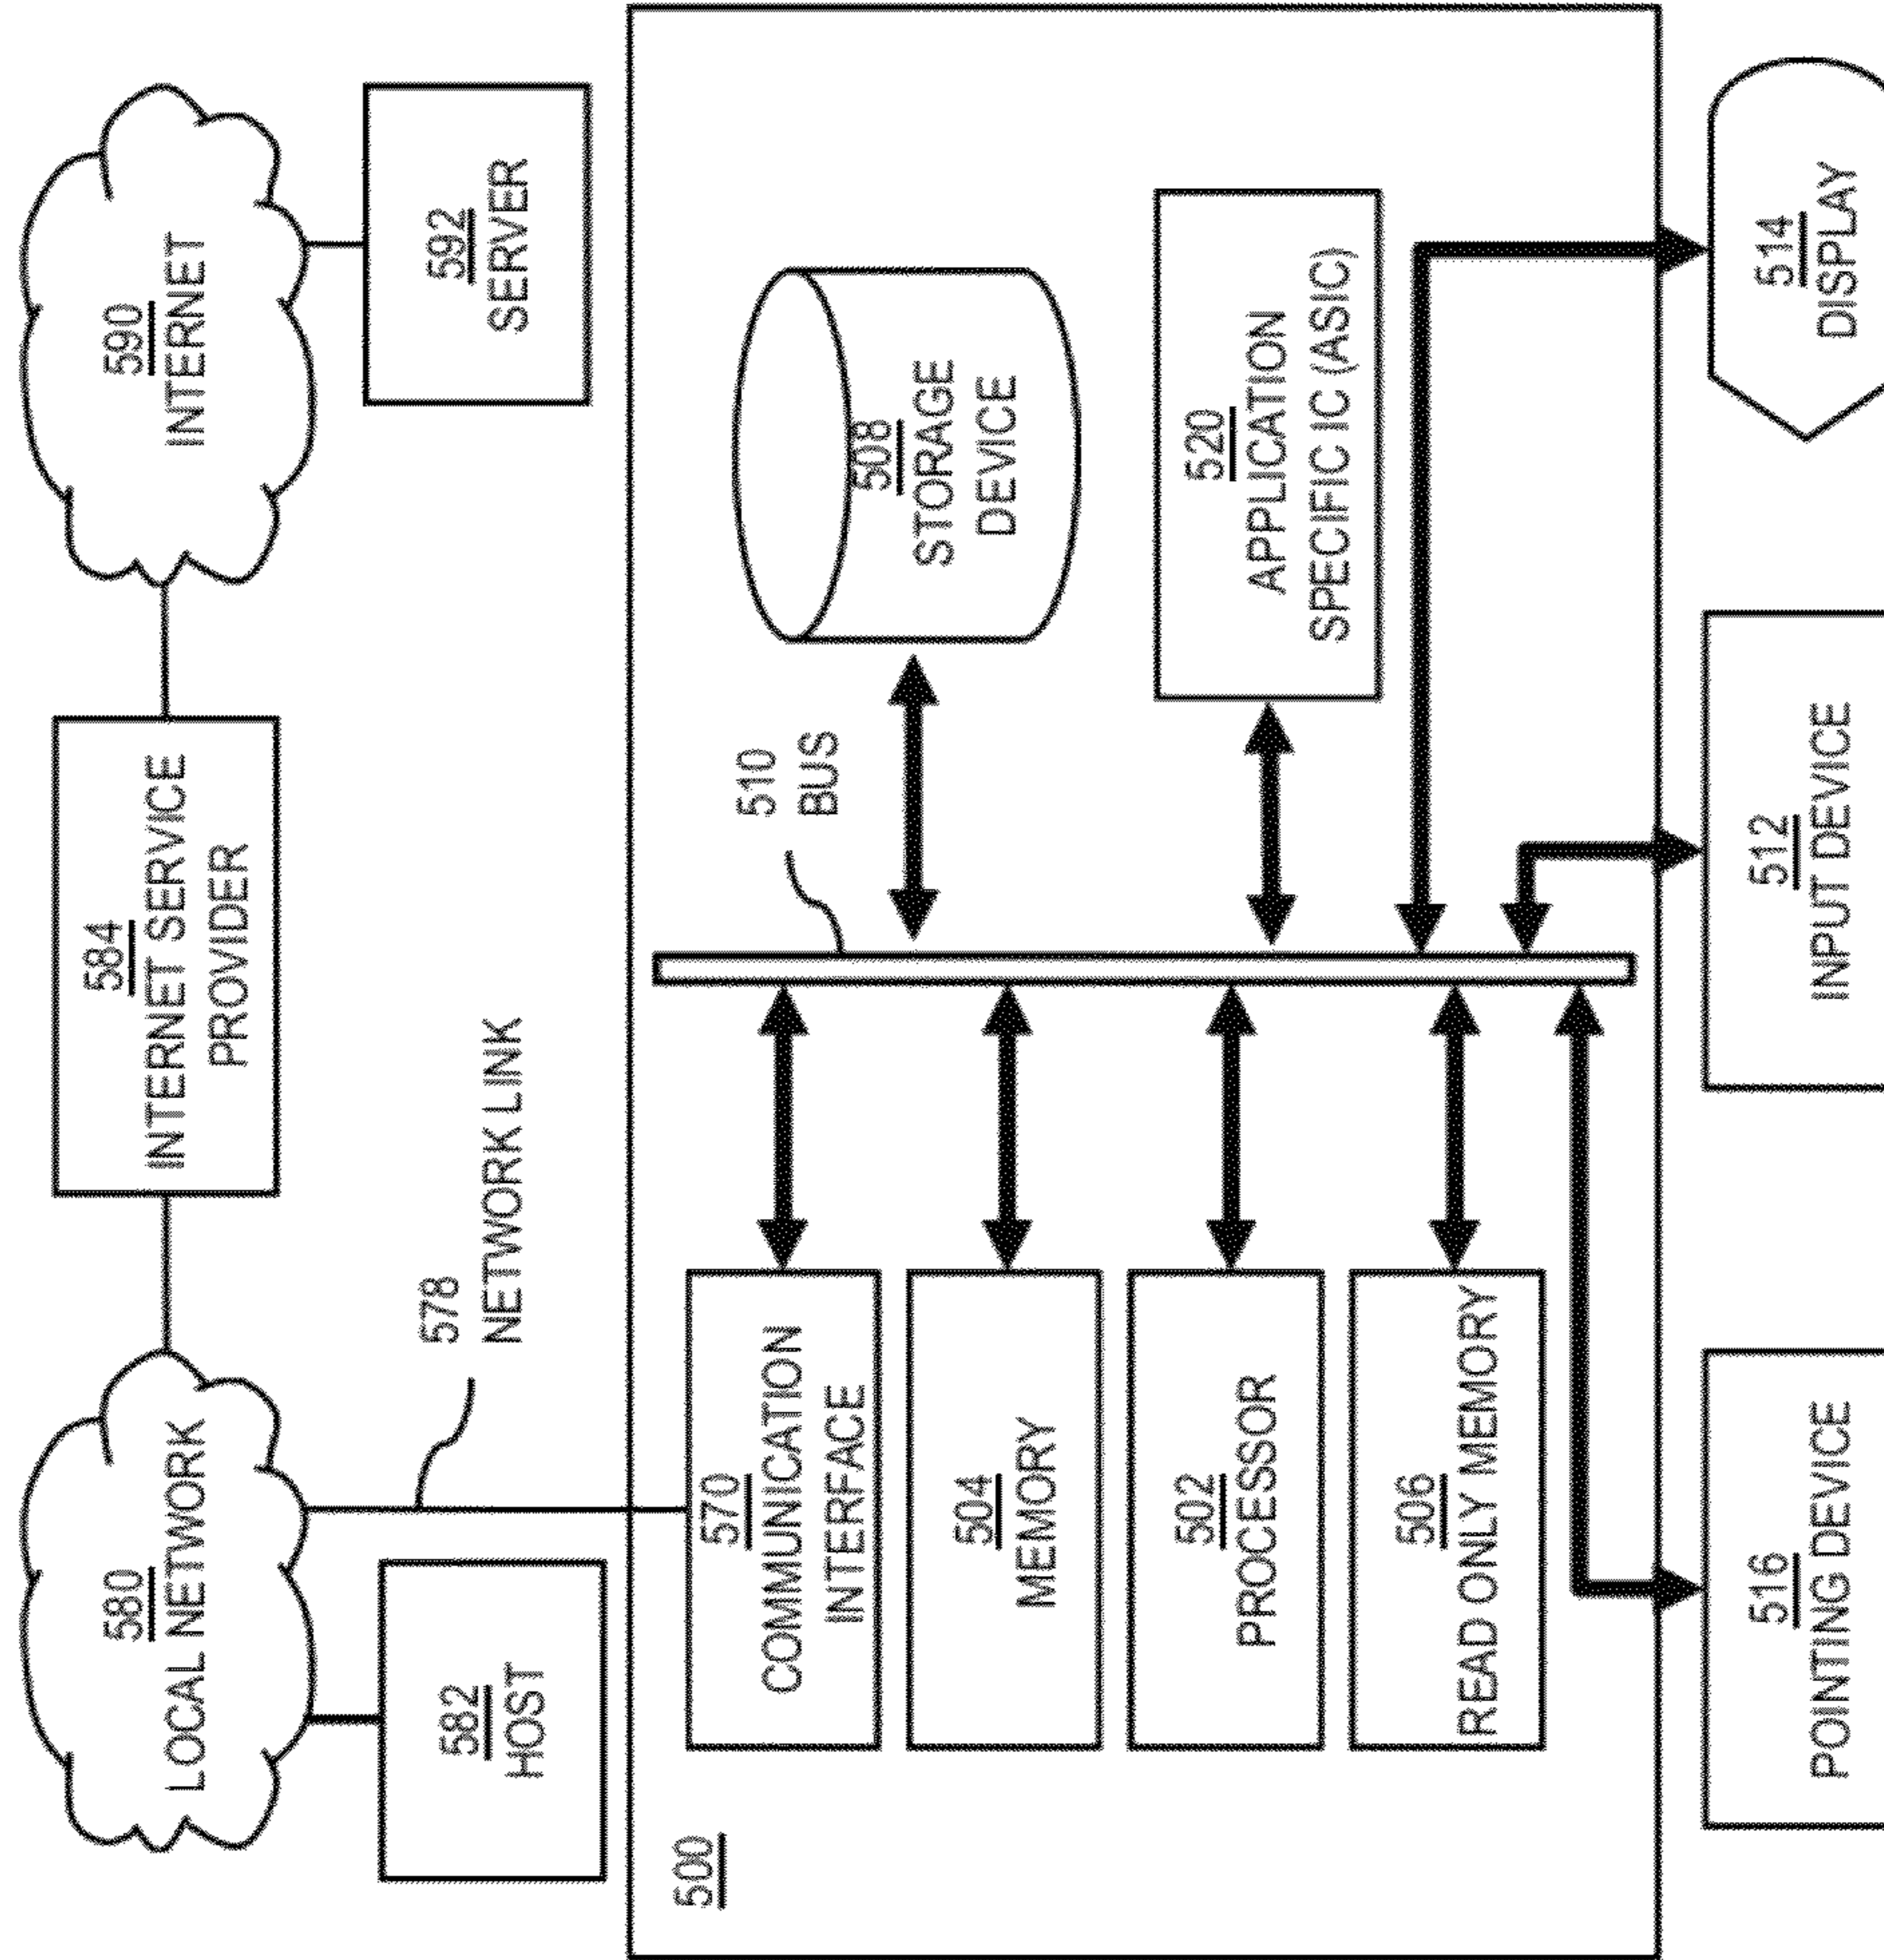 580
LOCAL NETWORK
584
INTERNET SERVICE
PROVIDER
590
INTERNET
582
HOST
578
NETWORK LINK
592
SERVER
500
570
COMMUNICATION
INTERFACE
510
BUS
508
STORAGE
DEVICE
504
MEMORY
502
PROCESSOR
520
APPLICATION
SPECIFIC IC (ASIC)
506
READ ONLY MEMORY
516
POINTING DEVICE
512
INPUT DEVICE
514
DISPLAY